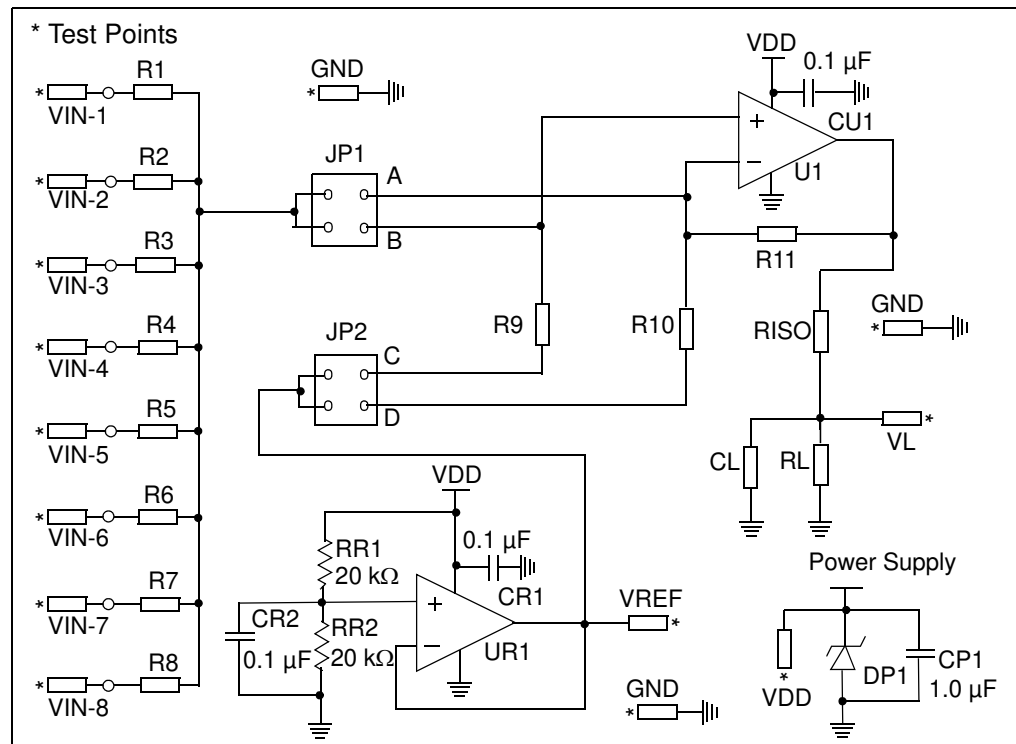 * Test Points
* VIN-1
R1
* VIN-2
R2
* VIN-3
R3
* VIN-4
R4
* VIN-5
R5
* VIN-6
R6
* VIN-7
R7
* VIN-8
R8
GND
*
JP1
A
B
JP2
C
D
R9
R10
R11
VDD
0.1 µF
CU1
+
−
U1
RISO
GND
*
VL
*
CL
RL
VDD
0.1 µF
CR1
RR1
20 kΩ
RR2
20 kΩ
CR2
0.1 µF
+
−
UR1
VREF
*
GND
*
Power Supply
*
VDD
DP1
CP1
1.0 µF